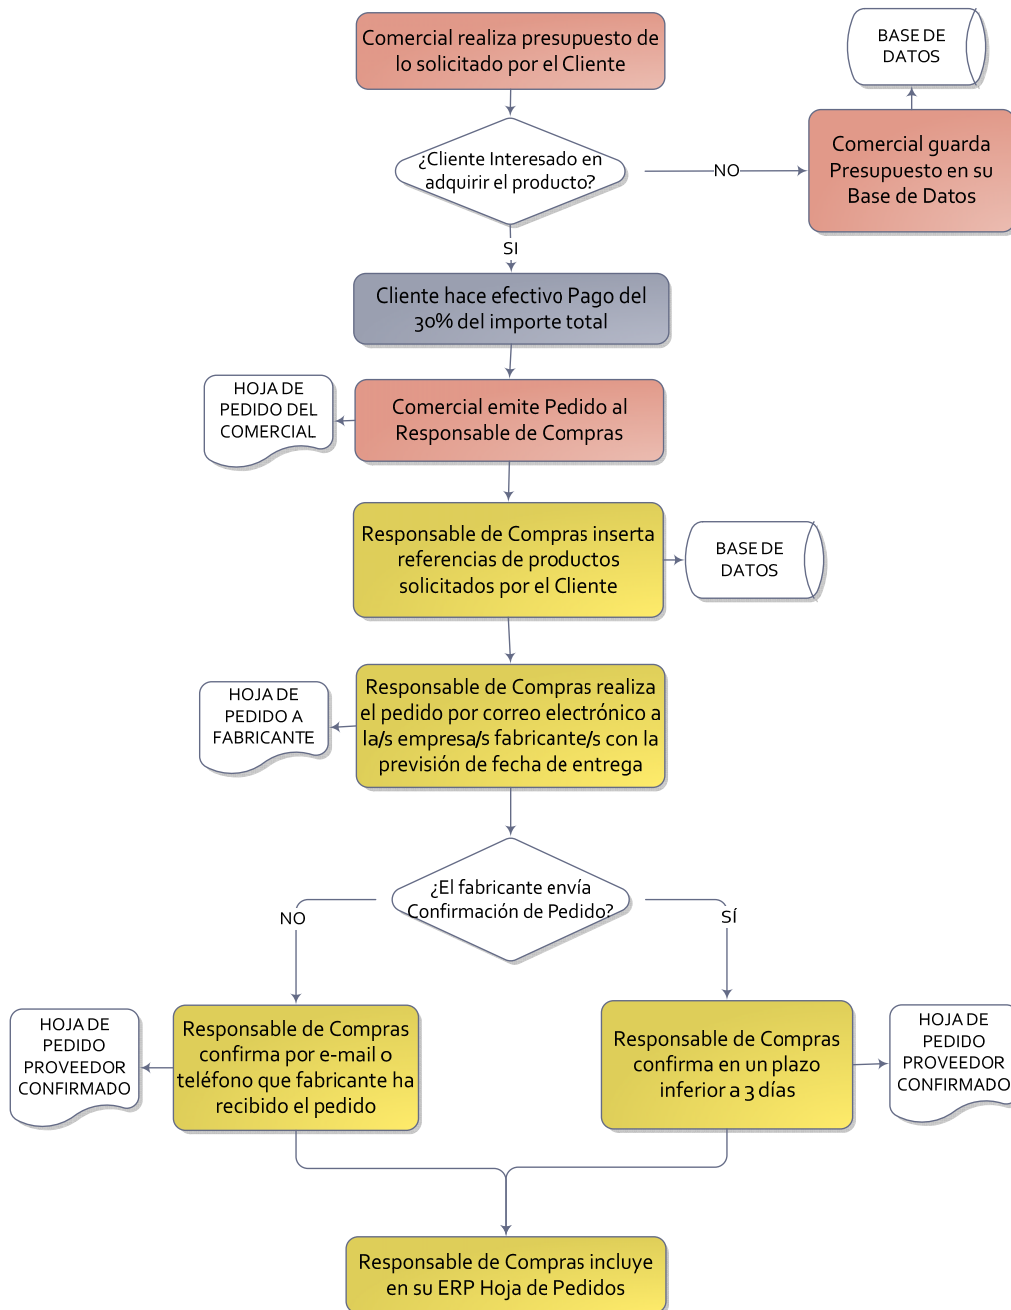 Comercial realiza presupuesto de
lo solicitado por el Cliente
BASE DE
DATOS
¿Cliente Interesado en
adquirir el producto?
NO
Comercial guarda
Presupuesto en su
Base de Datos
SI
Cliente hace efectivo Pago del
30% del importe total
HOJA DE
PEDIDO DEL
COMERCIAL
Comercial emite Pedido al
Responsable de Compras
Responsable de Compras inserta
referencias de productos
solicitados por el Cliente
BASE DE
DATOS
HOJA DE
PEDIDO A
FABRICANTE
Responsable de Compras realiza
el pedido por correo electrónico a
la/s empresa/s fabricante/s con la
previsión de fecha de entrega
¿El fabricante envía
Confirmación de Pedido?
NO
SÍ
HOJA DE
PEDIDO
PROVEEDOR
CONFIRMADO
Responsable de Compras
confirma por e-mail o
teléfono que fabricante ha
recibido el pedido
Responsable de Compras
confirma en un plazo
inferior a 3 días
HOJA DE
PEDIDO
PROVEEDOR
CONFIRMADO
Responsable de Compras incluye
en su ERP Hoja de Pedidos